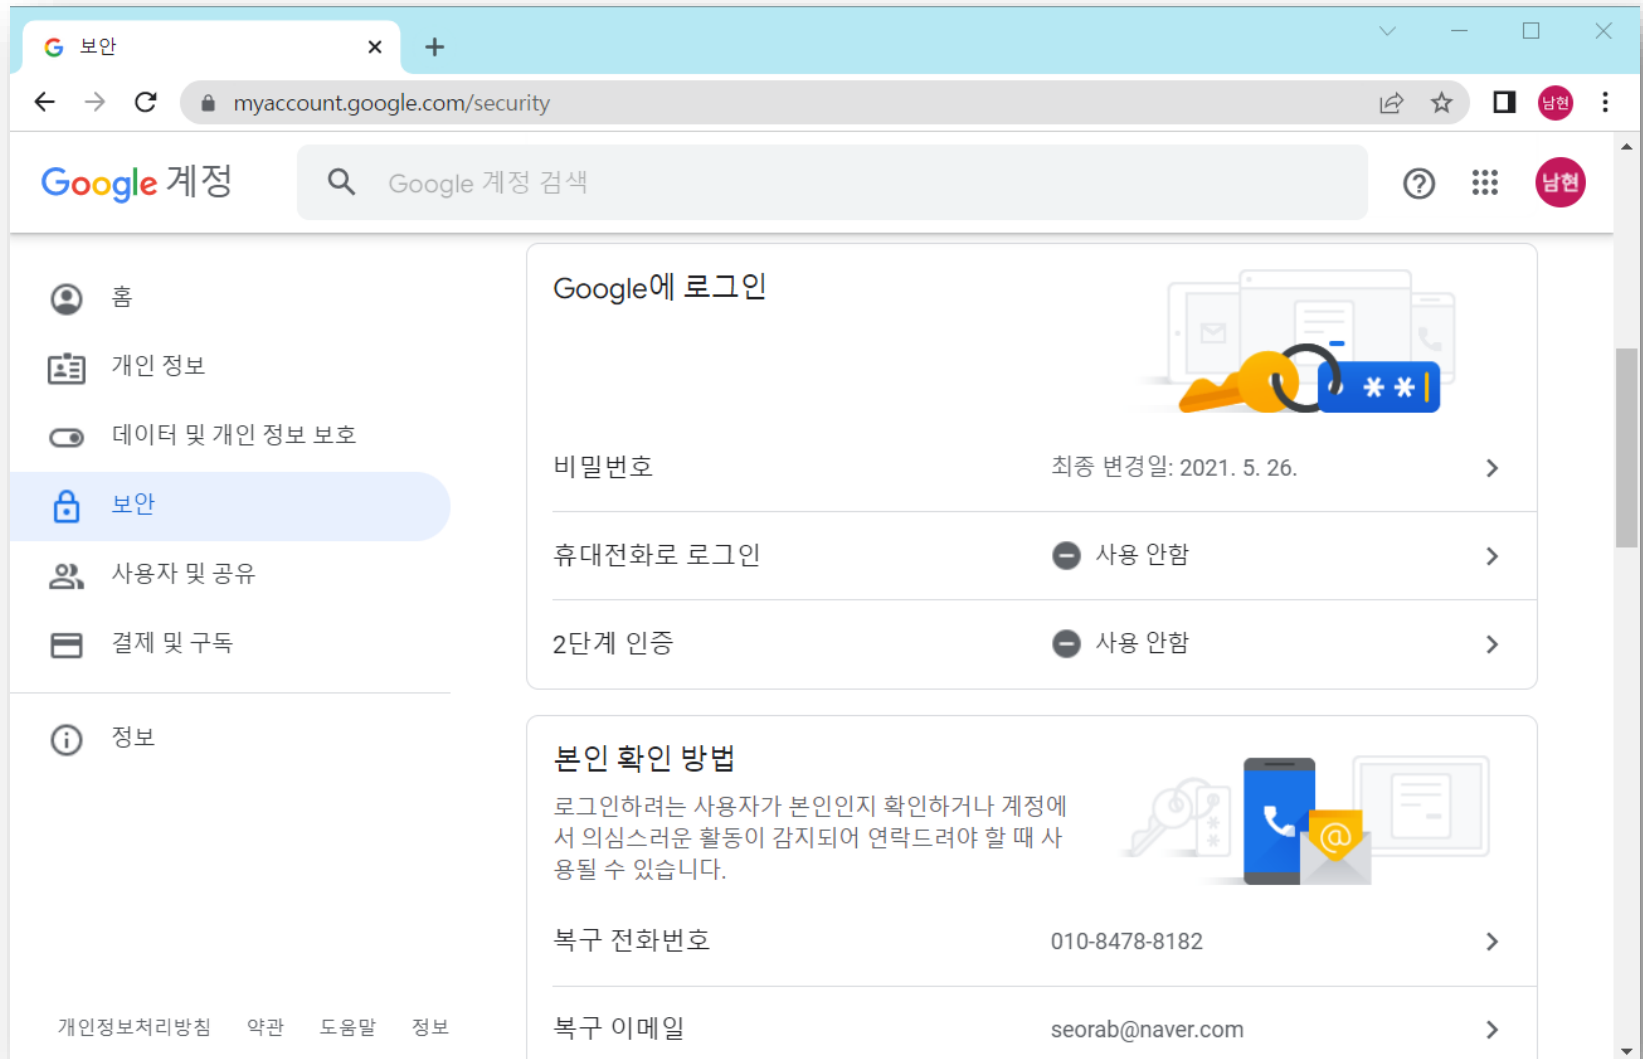 보안
myaccount.google.com/security
남현
Google 계정
Google 계정 검색
남현
홈
개인 정보
데이터 및 개인 정보 보호
보안
사용자 및 공유
결제 및 구독
정보
개인정보처리방침 약관 도움말 정보
Google에 로그인
**
비밀번호 최종 변경일: 2021. 5. 26.
휴대전화로 로그인 사용 안함
2단계 인증 사용 안함
본인 확인 방법
로그인하려는 사용자가 본인인지 확인하거나 계정에
서 의심스러운 활동이 감지되어 연락드려야 할 때 사
용될 수 있습니다.
@
복구 전화번호 010-8478-8182
복구 이메일 seorab@naver.com